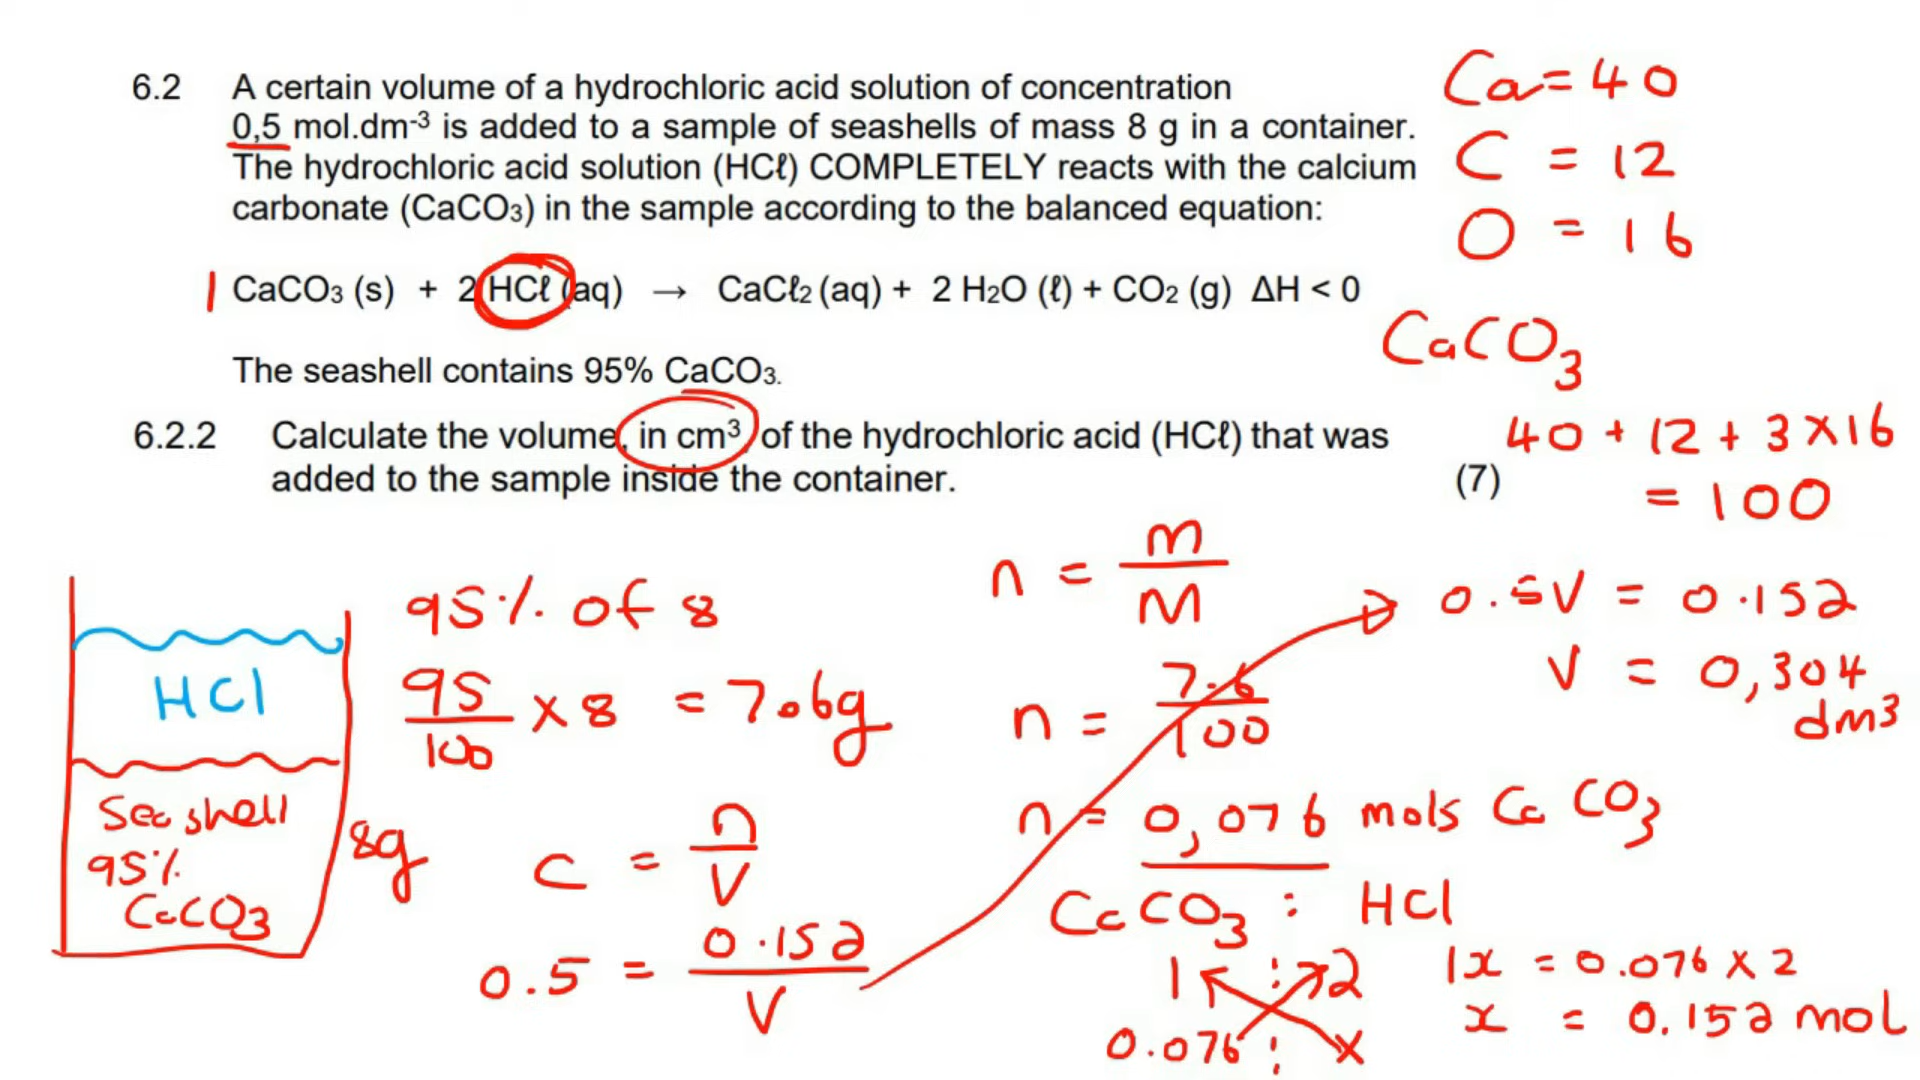 6.2 A certain volume of a hydrochloric acid solution of concentration
0,5 mol.dm-3 is added to a sample of seashells of mass 8 g in a container.
The hydrochloric acid solution (HCℓ) COMPLETELY reacts with the calcium
carbonate (CaCO3) in the sample according to the balanced equation:
1 CaCO3 (s) + 2 HCℓ (aq) → CaCℓ2 (aq) + 2 H2O (ℓ) + CO2 (g) ΔH < 0
The seashell contains 95% CaCO3.
6.2.2 Calculate the volume, in cm3, of the hydrochloric acid (HCℓ) that was
added to the sample inside the container. (7)
Ca = 40
C = 12
O = 16
CaCO3
40 + 12 + 3 × 16
= 100
HCl
Sea shell
95%
CaCO3
8g
95% of 8
95/100 × 8 = 7.6g
c = n/V
0.5 = 0.152/V
n = m/M
n = 7.6/100
n = 0,076 mols CaCO3
CaCO3 : HCl
1 : 2
0.076 : x
1x = 0.076 × 2
x = 0.152 mol
0.5V = 0.152
V = 0,304
dm3